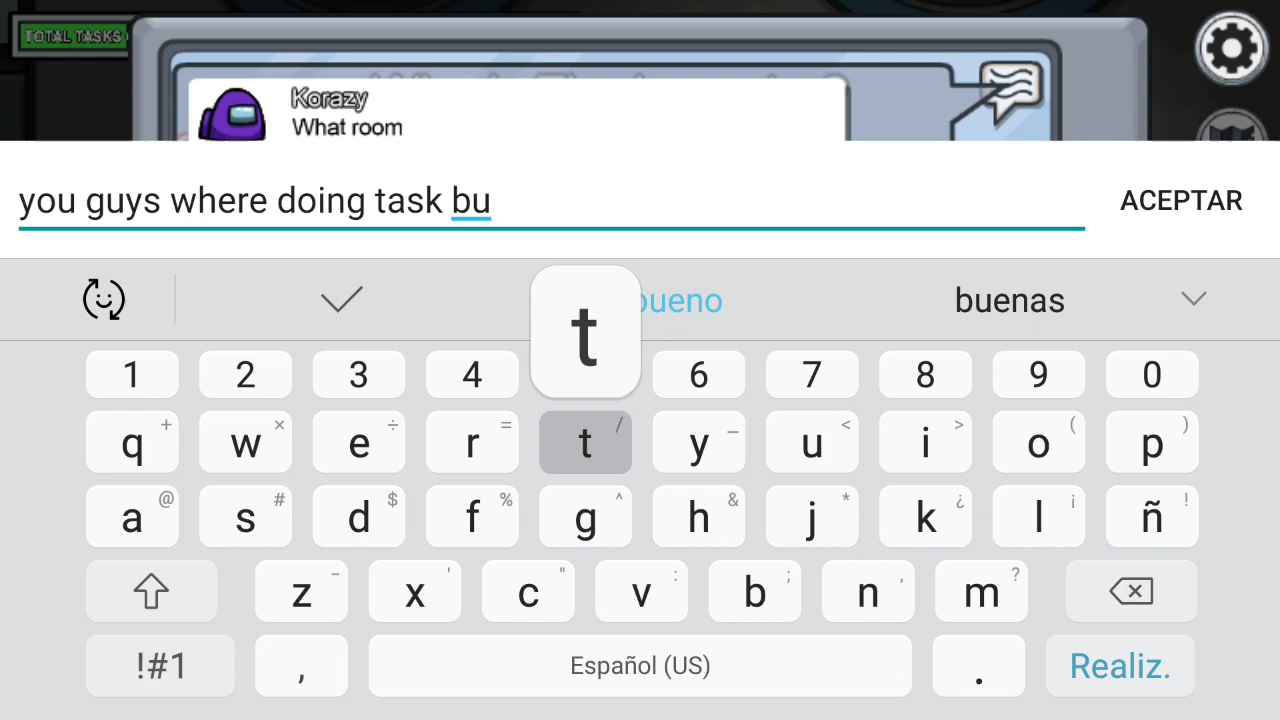 TOTAL TASKS
Korazy
What room
you guys where doing task bu
ACEPTAR
bueno
buenas
t
1 2 3 4 6 7 8 9 0
q + w × e ÷ r = t / y _ u < i > o ( p )
a @ s # d $ f % g ^ h & j * k ¿ l ¡ ñ !
z - x ' c " v : b ; n , m ?
!#1 , Español (US) . Realiz.